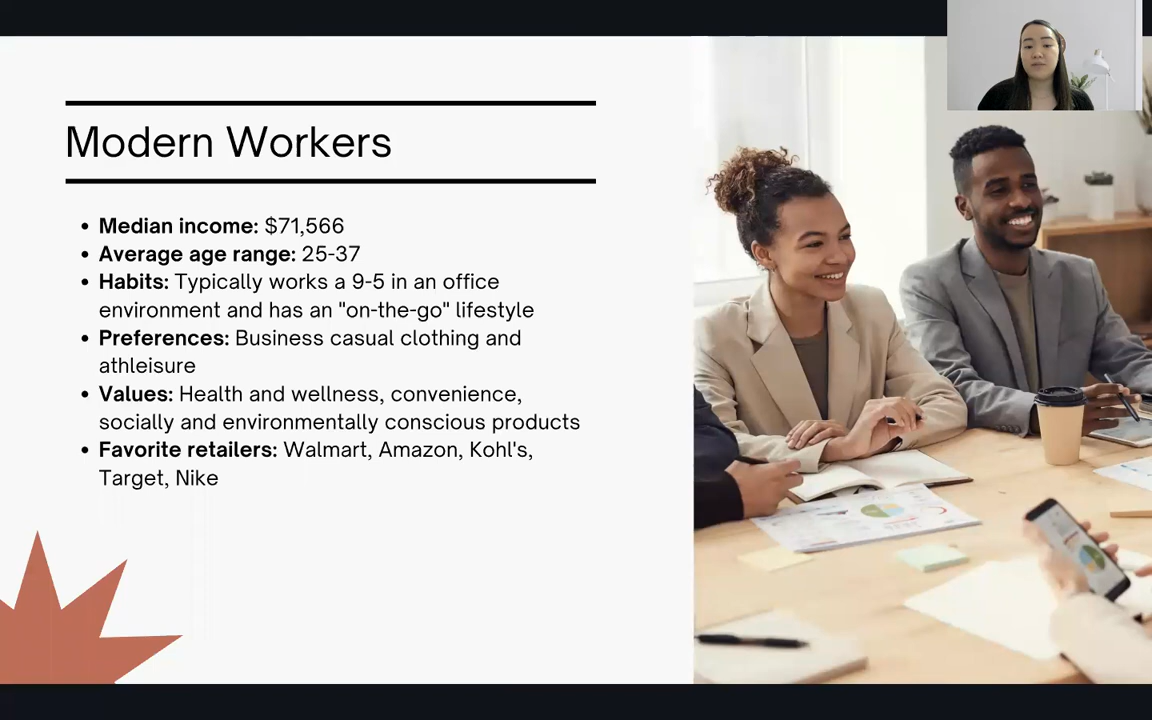 Modern Workers
• Median income: $71,566
• Average age range: 25-37
• Habits: Typically works a 9-5 in an office
environment and has an "on-the-go" lifestyle
• Preferences: Business casual clothing and
athleisure
• Values: Health and wellness, convenience,
socially and environmentally conscious products
• Favorite retailers: Walmart, Amazon, Kohl's,
Target, Nike